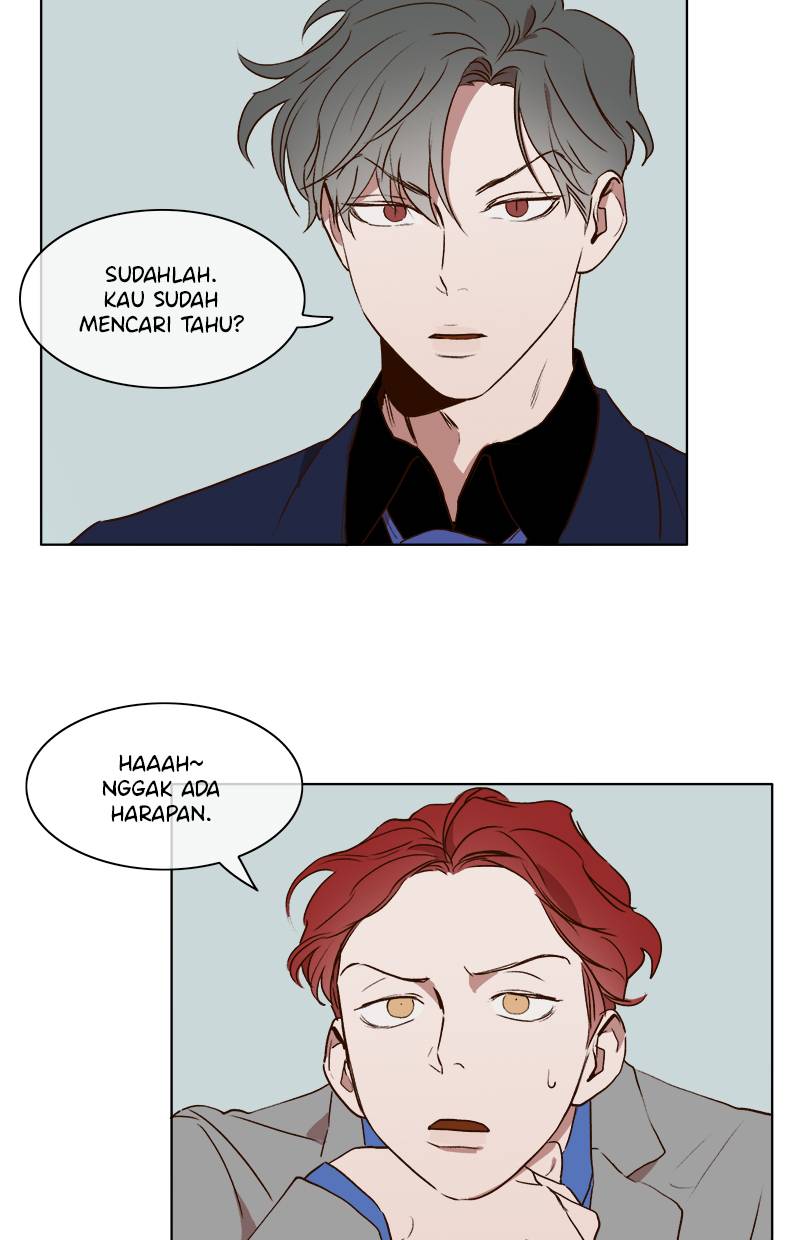 SUDAHLAH.
KAU SUDAH
MENCARI TAHU?
HAAAH~
NGGAK ADA
HARAPAN.